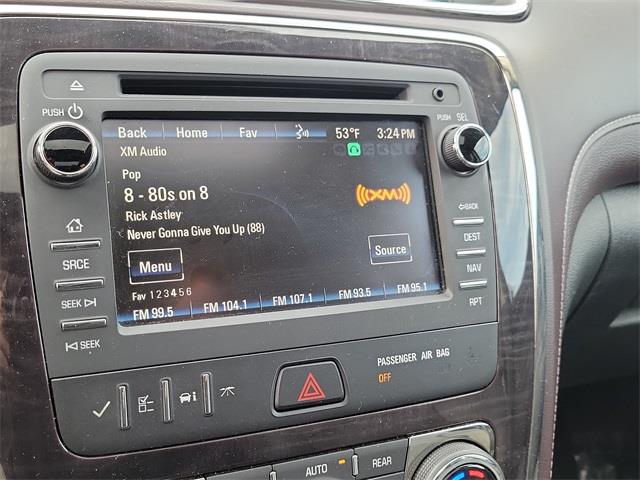 PUSH
PUSH SEL
Back Home Fav 53°F 3:24 PM
XM Audio
Pop
8 - 80s on 8
((XM))
Rick Astley
Never Gonna Give You Up (88)
Menu
Source
Fav 1 2 3 4 5 6
FM 99.5 FM 104.1 FM 107.1 FM 93.5 FM 95.1
SRCE
SEEK
SEEK
BACK
DEST
NAV
RPT
PASSENGER AIR BAG
OFF
AUTO
REAR